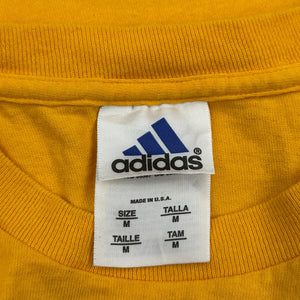 adidas®
MADE IN U.S.A.
SIZE TALLA
M M
TAILLE TAM
M M